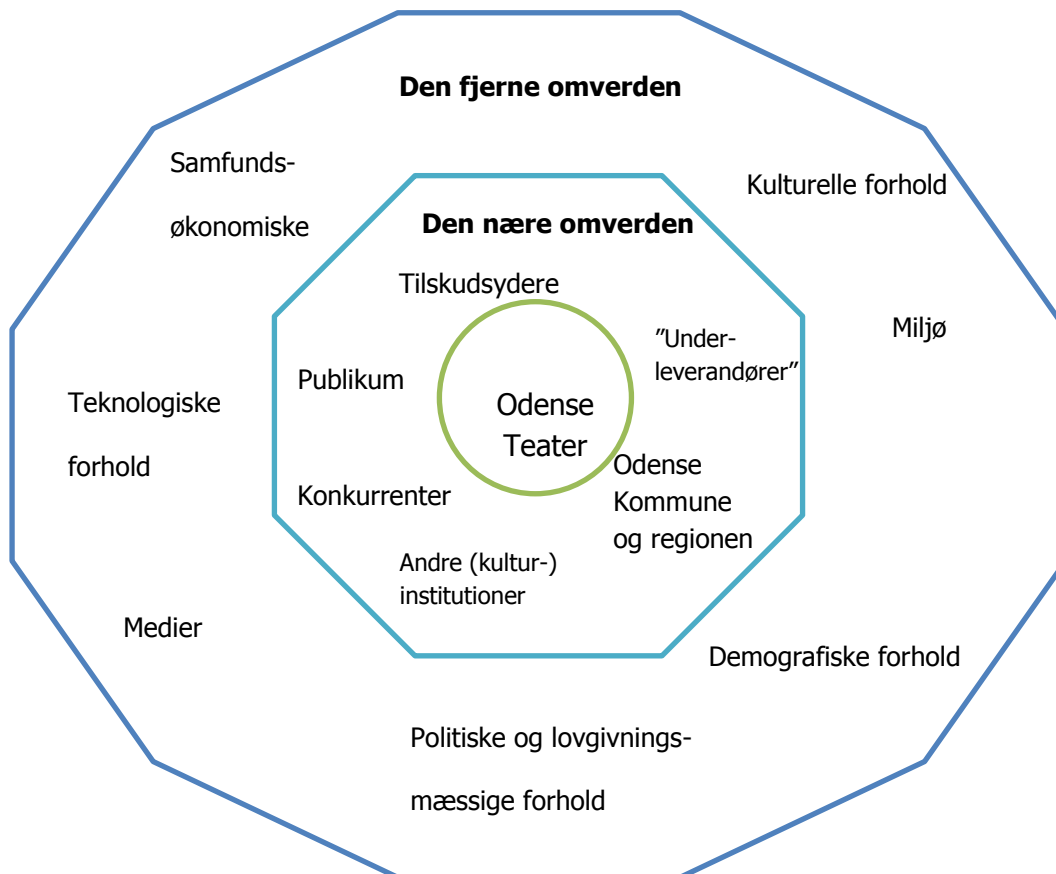 Den fjerne omverden
Samfunds-
økonomiske
Kulturelle forhold
Den nære omverden
Tilskudsydere
”Under-
leverandører”
Miljø
Publikum
Odense
Teater
Teknologiske
forhold
Konkurrenter
Odense
Kommune
og regionen
Andre (kultur-)
institutioner
Medier
Demografiske forhold
Politiske og lovgivnings-
mæssige forhold